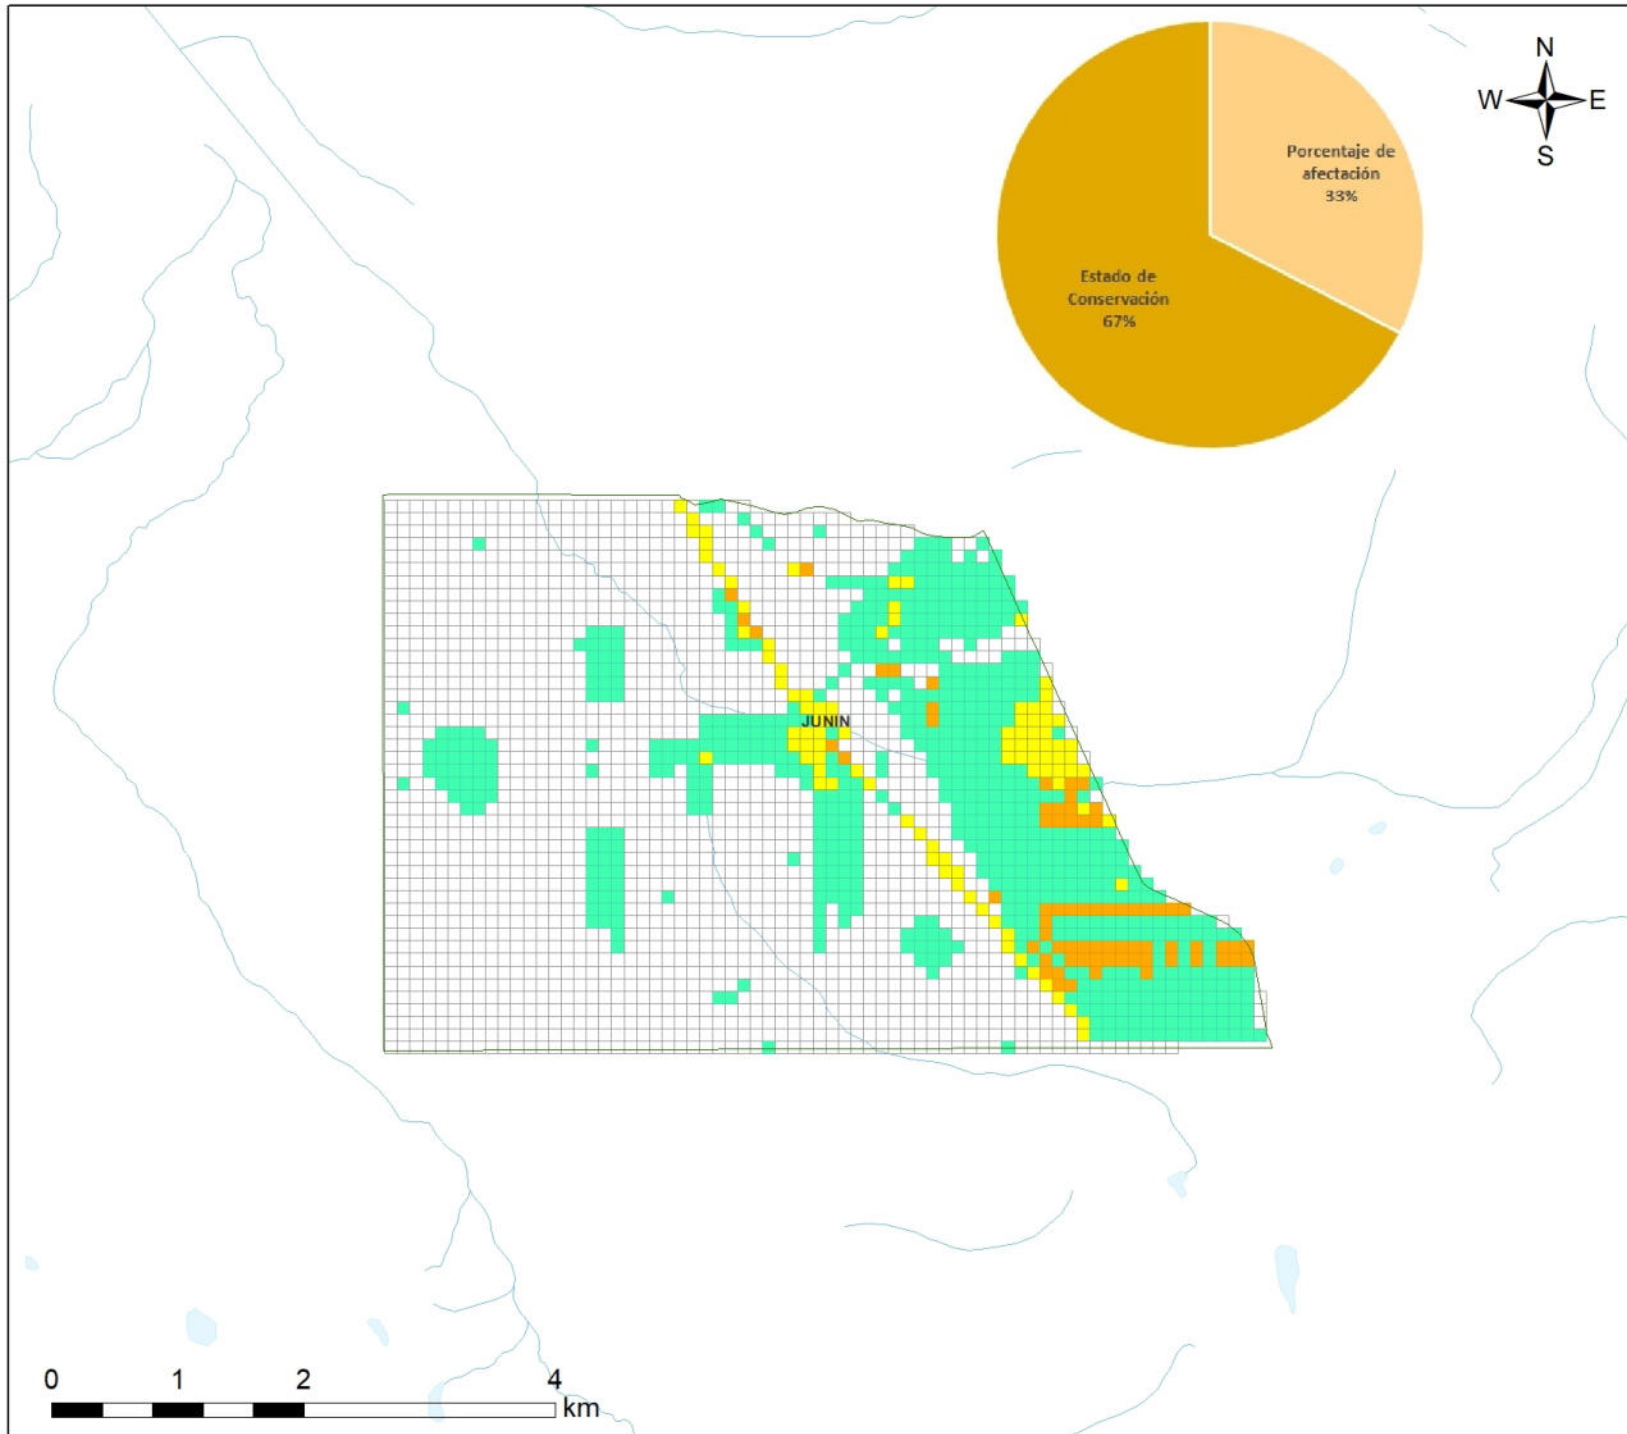 N
W E
S
Porcentaje de
afectación
33%
Estado de
Conservación
67%
JUNIN
0 1 2 4
km